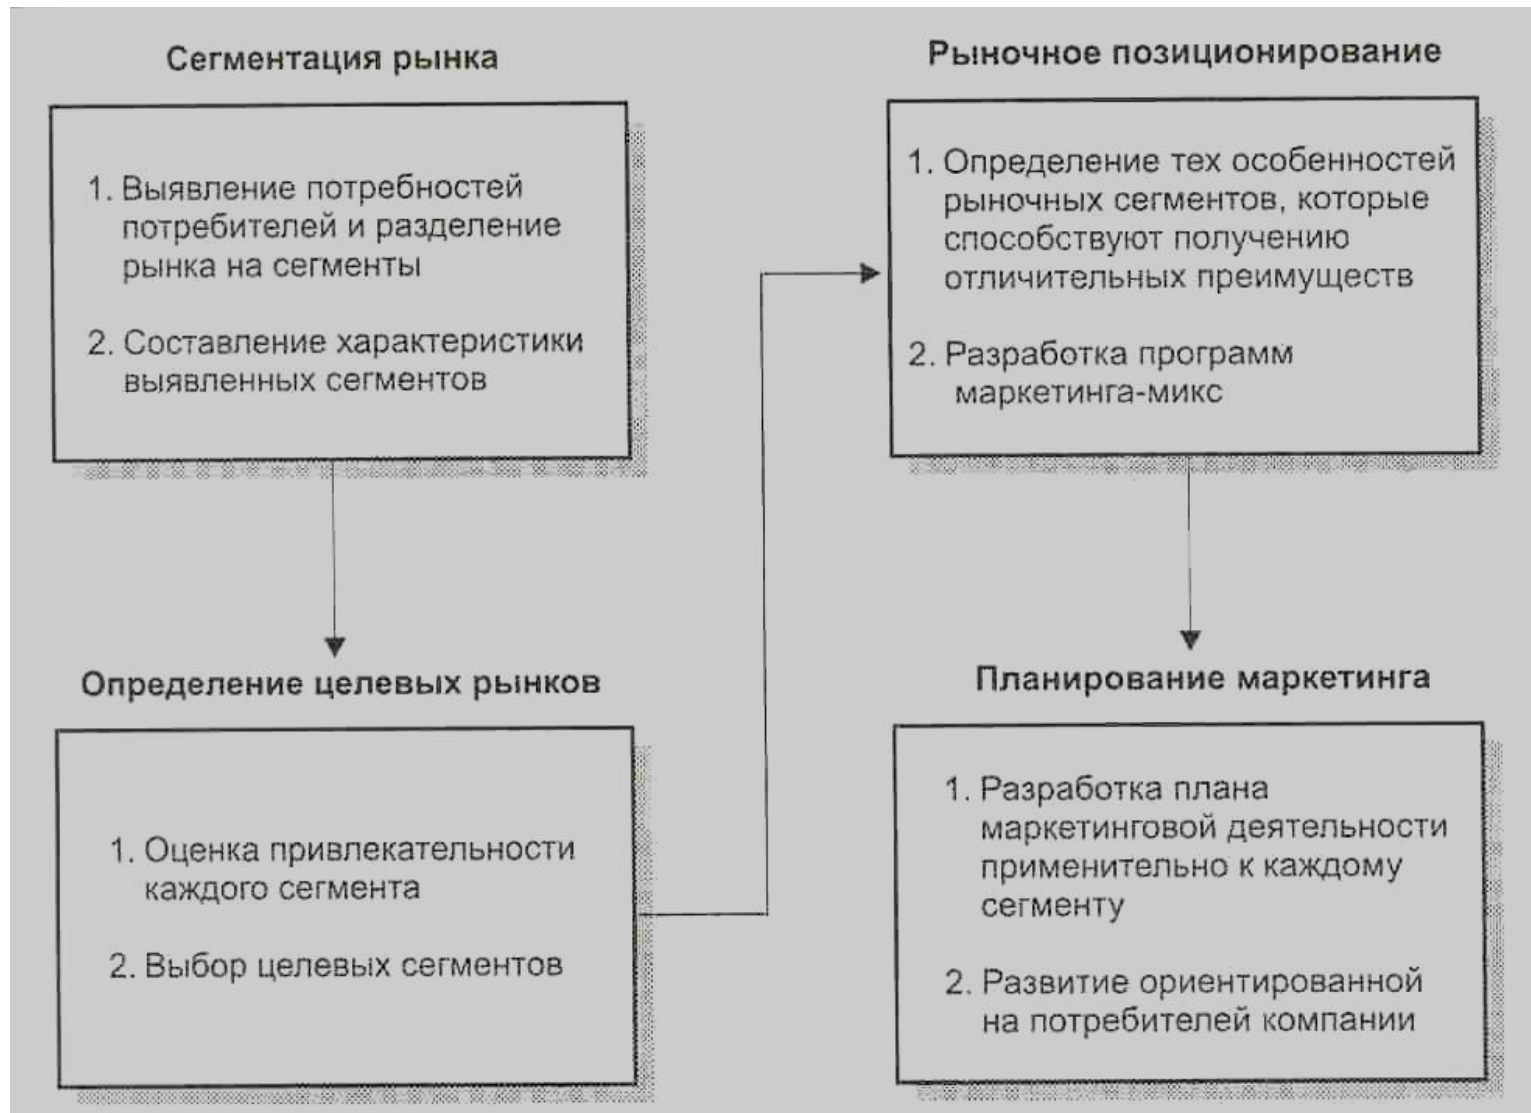 Сегментация рынка
1. Выявление потребностей
потребителей и разделение
рынка на сегменты
2. Составление характеристики
выявленных сегментов
Определение целевых рынков
1. Оценка привлекательности
каждого сегмента
2. Выбор целевых сегментов
Рыночное позиционирование
1. Определение тех особенностей
рыночных сегментов, которые
способствуют получению
отличительных преимуществ
2. Разработка программ
маркетинга-микс
Планирование маркетинга
1. Разработка плана
маркетинговой деятельности
применительно к каждому
сегменту
2. Развитие ориентированной
на потребителей компании